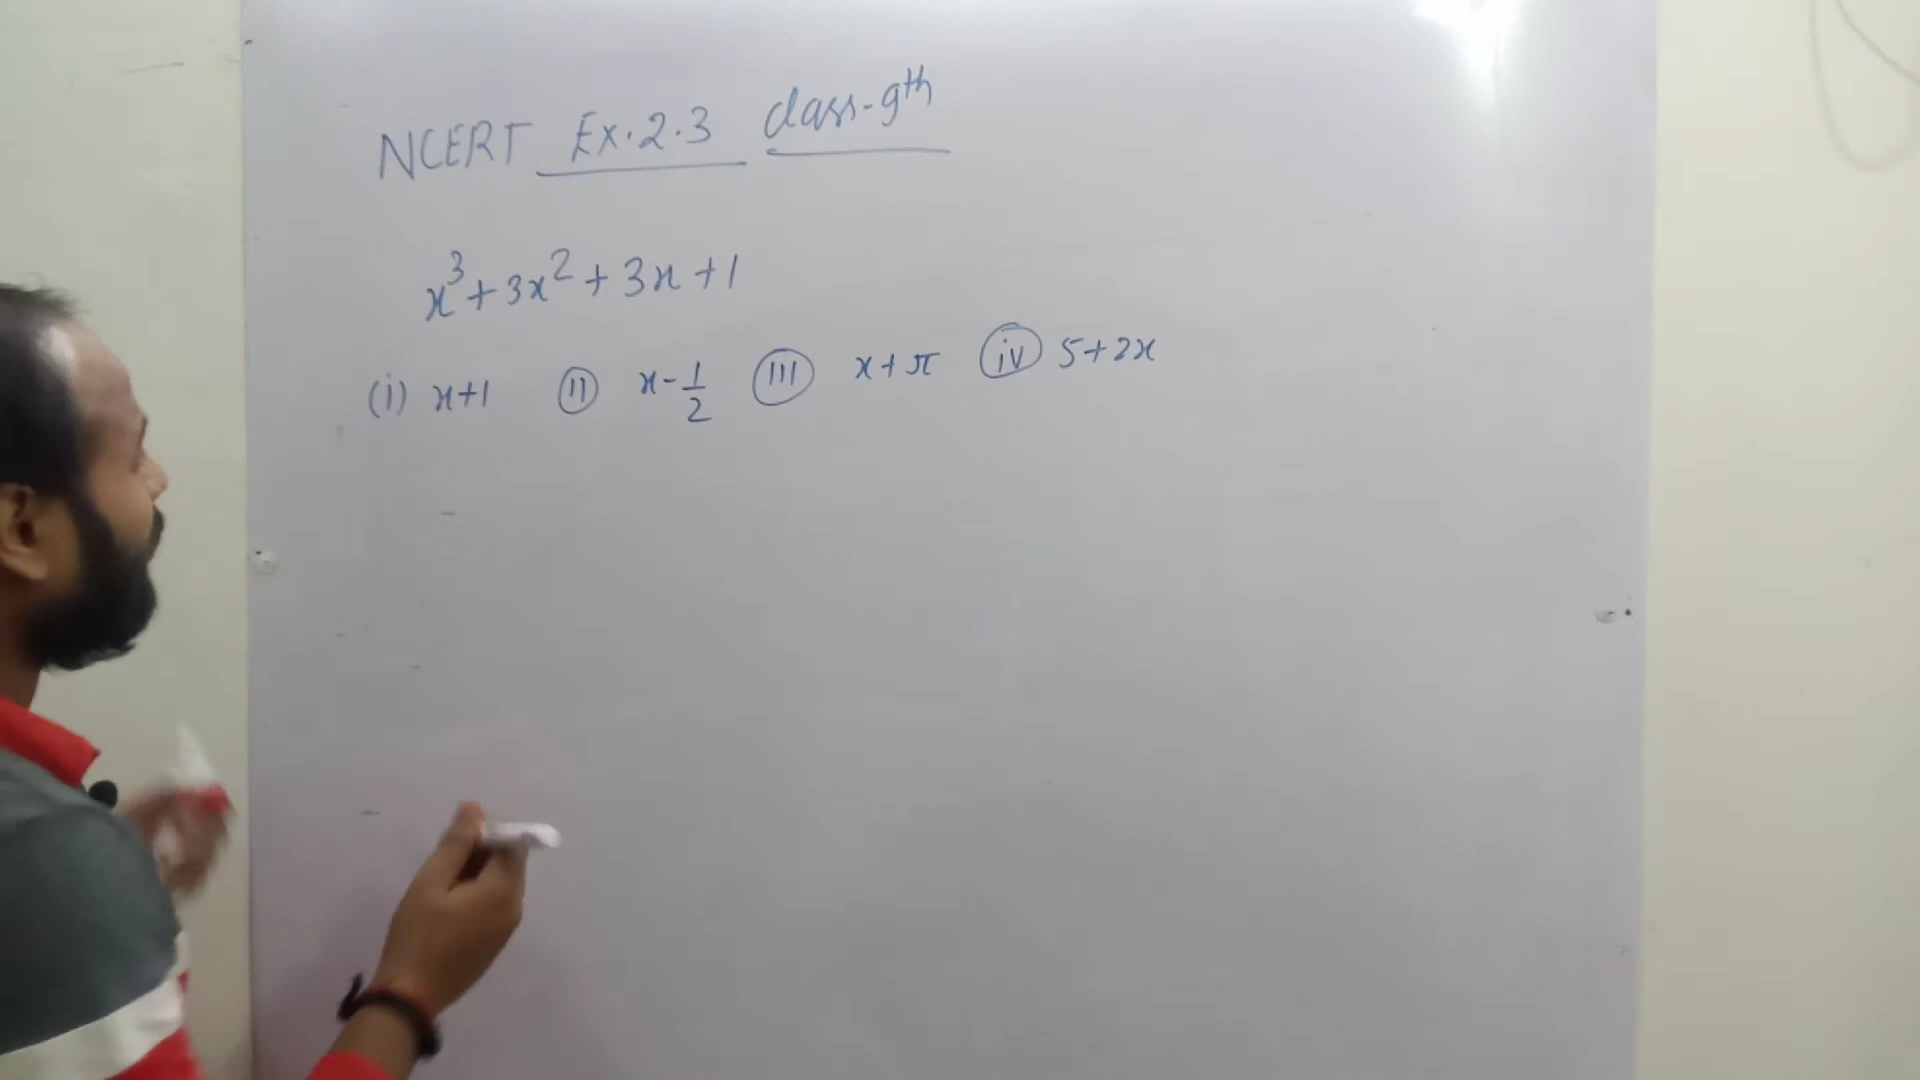 NCERT Ex.2.3 class-9th
x³+3x²+3x+1
(i) x+1 (ii) x-1/2 (iii) x+π (iv) 5+2x